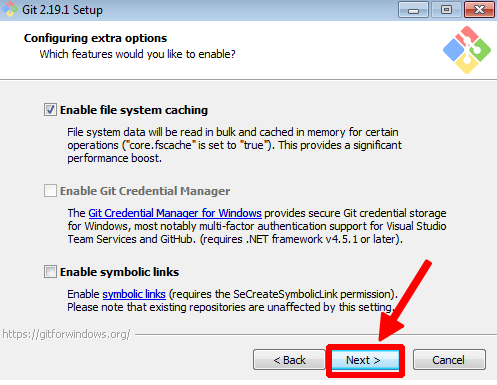 Git 2.19.1 Setup
Configuring extra options
Which features would you like to enable?
Enable file system caching
File system data will be read in bulk and cached in memory for certain
operations ("core.fscache" is set to "true"). This provides a significant
performance boost.
Enable Git Credential Manager
The Git Credential Manager for Windows provides secure Git credential storage
for Windows, most notably multi-factor authentication support for Visual Studio
Team Services and GitHub. (requires .NET framework v4.5.1 or later).
Enable symbolic links
Enable symbolic links (requires the SeCreateSymbolicLink permission).
Please note that existing repositories are unaffected by this setting.
https://gitforwindows.org/
< Back Next > Cancel